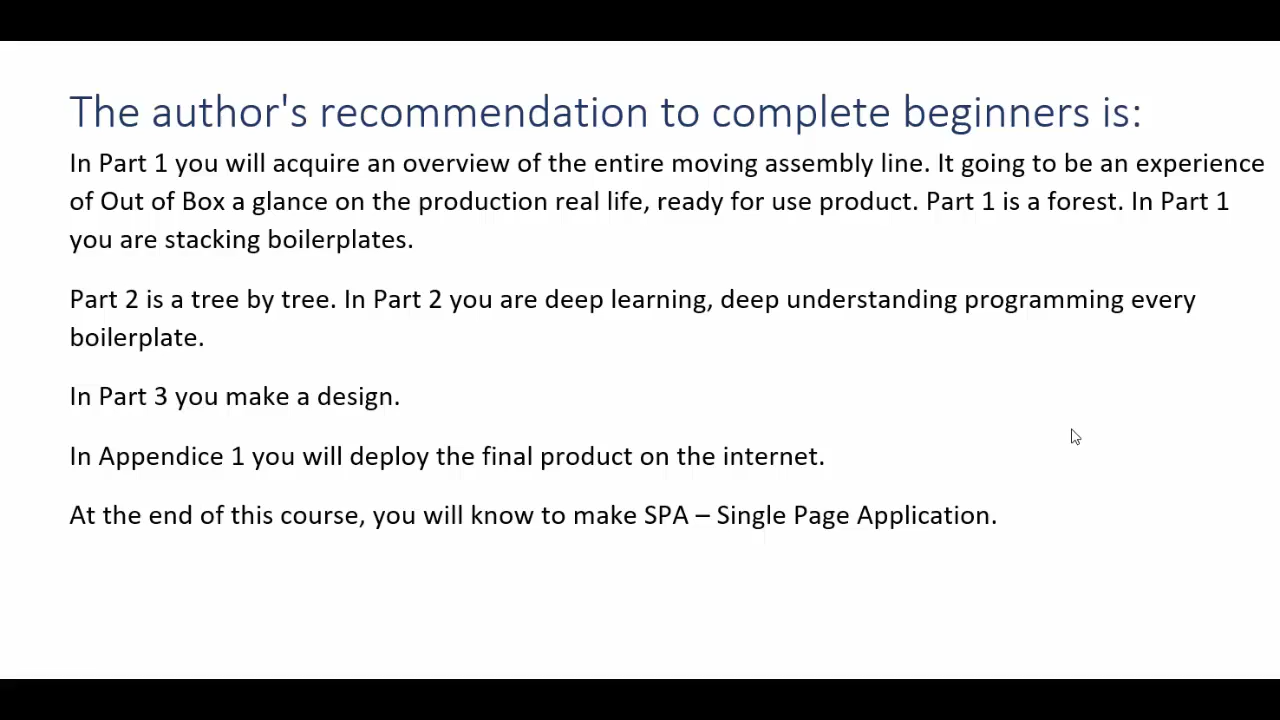 The author's recommendation to complete beginners is:
In Part 1 you will acquire an overview of the entire moving assembly line. It going to be an experience
of Out of Box a glance on the production real life, ready for use product. Part 1 is a forest. In Part 1
you are stacking boilerplates.
Part 2 is a tree by tree. In Part 2 you are deep learning, deep understanding programming every
boilerplate.
In Part 3 you make a design.
In Appendice 1 you will deploy the final product on the internet.
At the end of this course, you will know to make SPA – Single Page Application.